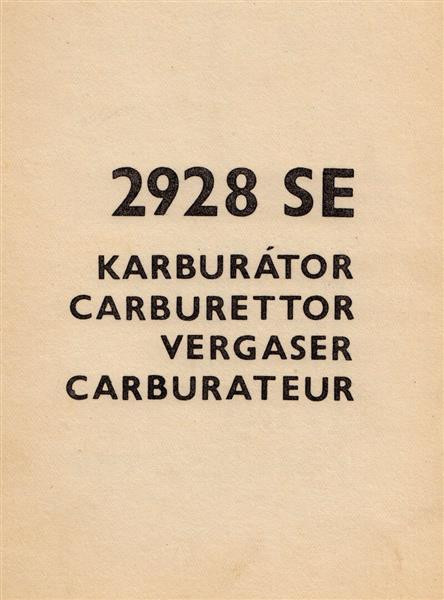 2928 SE
KARBURÁTOR
CARBURETTOR
VERGASER
CARBURATEUR